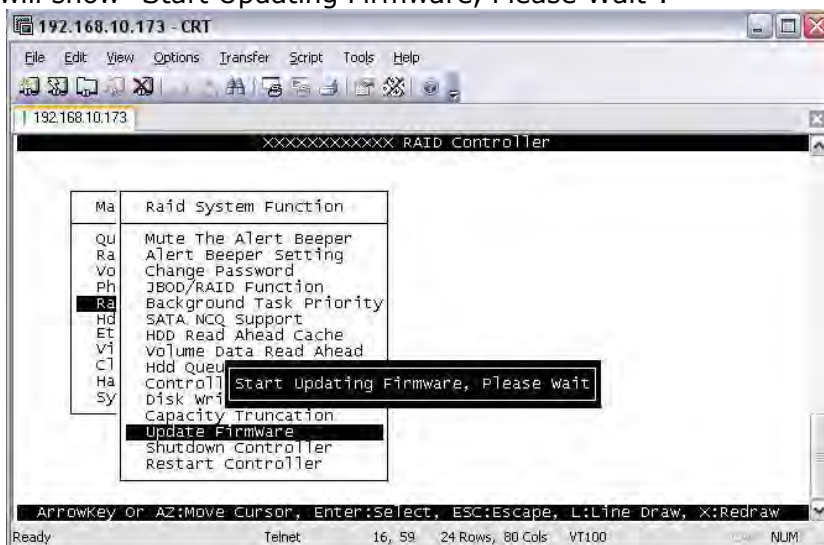 will show "Start Updating Firmware, Please Wait".
192.168.10.173 - CRT
File Edit View Options Transfer Script Tools Help
192.168.10.173
XXXXXXXXXXXX RAID Controller
Ma
Raid System Function
Qu
Mute The Alert Beeper
Ra
Alert Beeper Setting
Vo
Change Password
Ph
JBOD/RAID Function
Ra
Background Task Priority
Hd
SATA NCQ Support
Et
HDD Read Ahead Cache
Vi
Volume Data Read Ahead
Cl
Hdd Queu
Ha
Controll
Start Updating Firmware, Please Wait
Sy
Disk Wri
Capacity Truncation
Update FirmWare
Shutdown Controller
Restart Controller
ArrowKey Or AZ:Move Cursor, Enter:Select, ESC:Escape, L:Line Draw, X:Redraw
Ready Telnet 16, 59 24 Rows, 80 Cols VT100 NUM